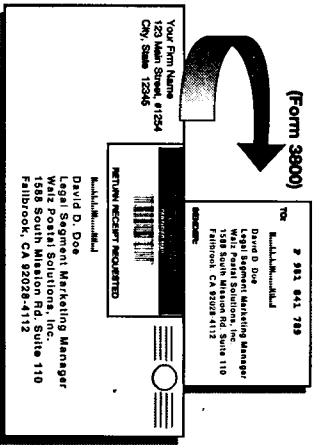 (Form 3800)
TO:
P 981 841 789
David D. Doe
Legal Segment Marketing Manager
Walz Postal Solutions, Inc.
1588 South Mission Rd. Suite 110
Fallbrook, CA 92028-4112
SENDER:
Your Firm Name
123 Main Street, #1254
City, State 12345
RETURN RECEIPT REQUESTED
David D. Doe
Legal Segment Marketing Manager
Walz Postal Solutions, Inc.
1588 South Mission Rd. Suite 110
Fallbrook, CA 92028-4112